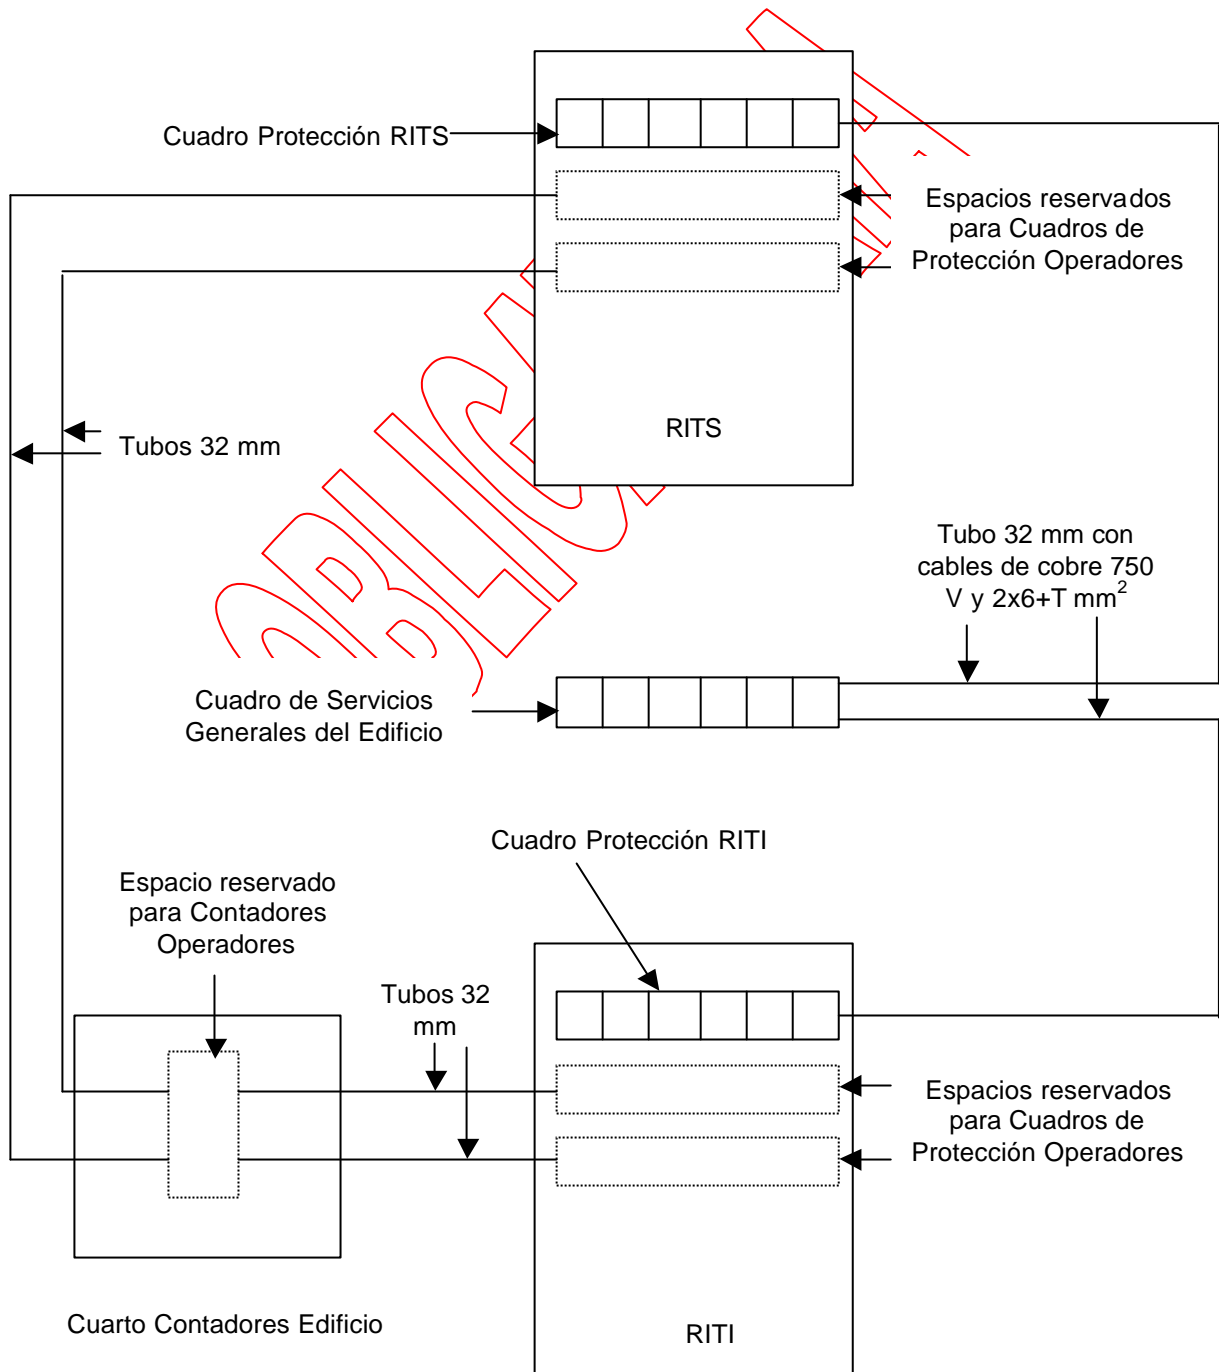 Cuadro Protección RITS
Espacios reservados
para Cuadros de
Protección Operadores
RITS
Tubos 32 mm
Tubo 32 mm con
cables de cobre 750
V y 2x6+T mm²
Cuadro de Servicios
Generales del Edificio
Cuadro Protección RITI
Espacio reservado
para Contadores
Operadores
Tubos 32
mm
Espacios reservados
para Cuadros de
Protección Operadores
Cuarto Contadores Edificio
RITI